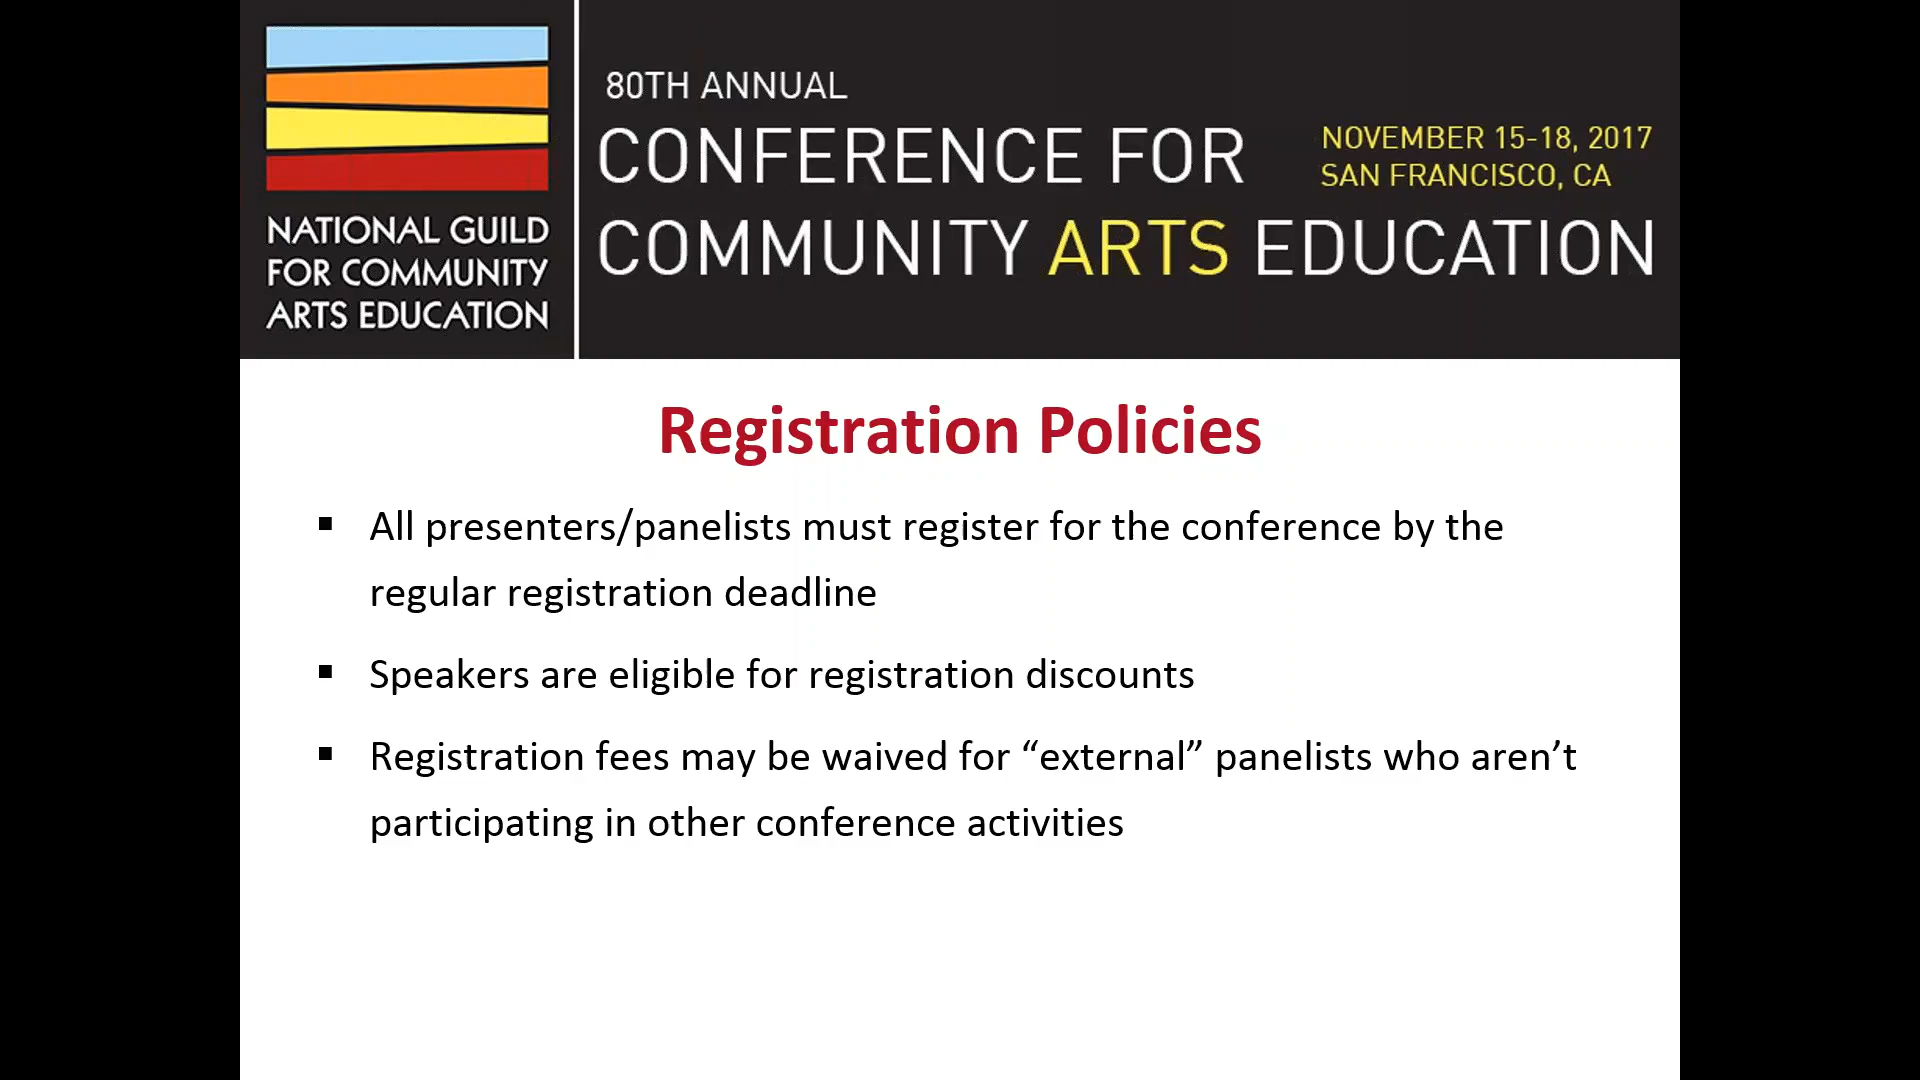 NATIONAL GUILD
FOR COMMUNITY
ARTS EDUCATION
80TH ANNUAL
CONFERENCE FOR
COMMUNITY ARTS EDUCATION
NOVEMBER 15-18, 2017
SAN FRANCISCO, CA
Registration Policies
▪ All presenters/panelists must register for the conference by the
regular registration deadline
▪ Speakers are eligible for registration discounts
▪ Registration fees may be waived for “external” panelists who aren’t
participating in other conference activities